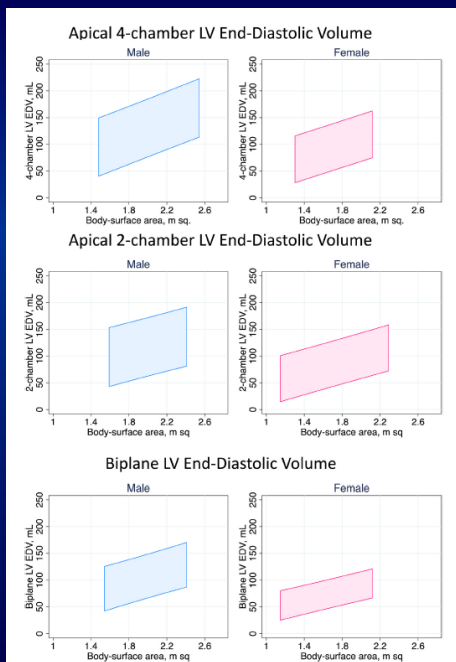 Apical 4-chamber LV End-Diastolic Volume
Male
Female
4-chamber LV EDV, mL
0 50 100 150 200 250
1 1.4 1.8 2.2 2.6
Body-surface area, m sq.
4-chamber LV EDV, mL
0 50 100 150 200 250
1 1.4 1.8 2.2 2.6
Body-surface area, m sq.
Apical 2-chamber LV End-Diastolic Volume
Male
Female
2-chamber LV EDV, mL
0 50 100 150 200 250
1 1.4 1.8 2.2 2.6
Body-surface area, m sq
2-chamber LV EDV, mL
0 50 100 150 200 250
1 1.4 1.8 2.2 2.6
Body-surface area, m sq
Biplane LV End-Diastolic Volume
Male
Female
Biplane LV EDV, mL
0 50 100 150 200 250
1 1.4 1.8 2.2 2.6
Body-surface area, m sq
Biplane LV EDV, mL
0 50 100 150 200 250
1 1.4 1.8 2.2 2.6
Body-surface area, m sq